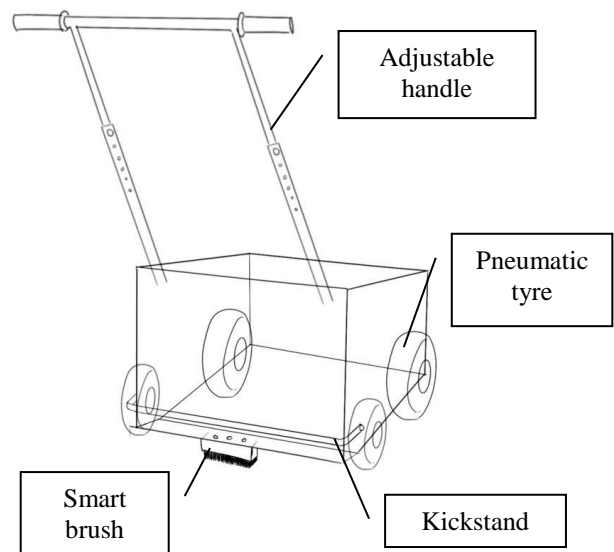 Adjustable
handle
Pneumatic
tyre
Smart
brush
Kickstand